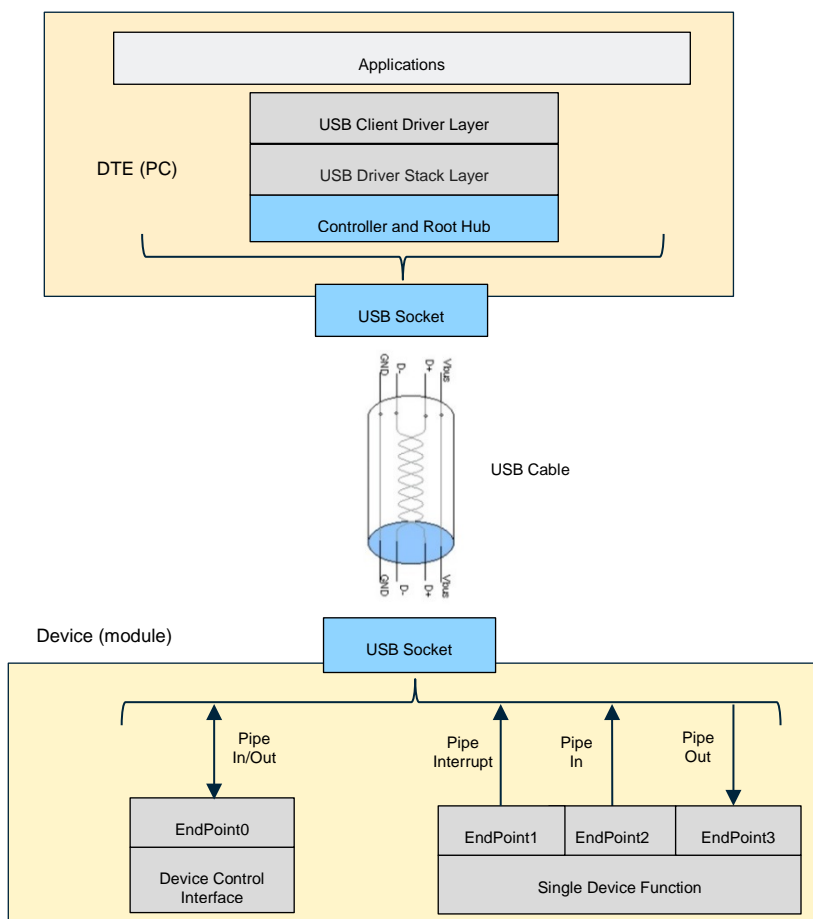 Applications
USB Client Driver Layer
DTE (PC)
USB Driver Stack Layer
Controller and Root Hub
USB Socket
GND
D-
D+
Vbus
USB Cable
GND
D-
D+
Vbus
Device (module)
USB Socket
Pipe
In/Out
Pipe
Interrupt
Pipe
In
Pipe
Out
EndPoint0
EndPoint1
EndPoint2
EndPoint3
Device Control
Interface
Single Device Function